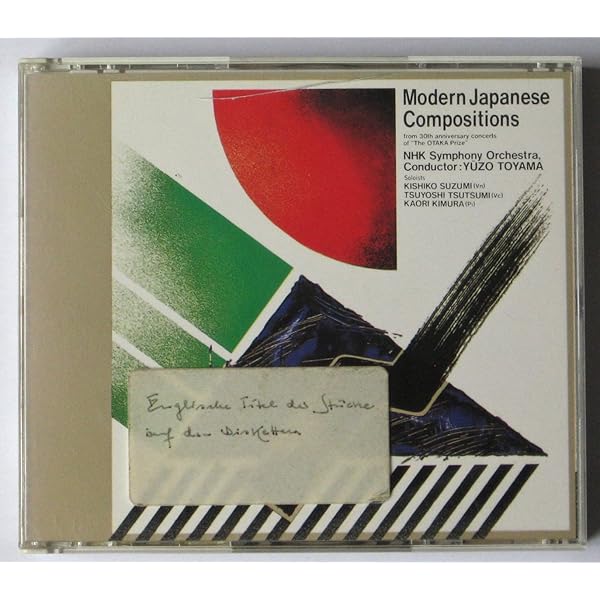 Modern Japanese
Compositions
from 30th anniversary concerts
of "The OTAKA Prize"
NHK Symphony Orchestra,
Conductor:YUZO TOYAMA
Soloists
KISHIKO SUZUMI(Vn)
TSUYOSHI TSUTSUMI(Vc)
KAORI KIMURA(Pi)
Englische Titel der Stücke
auf den Disketten